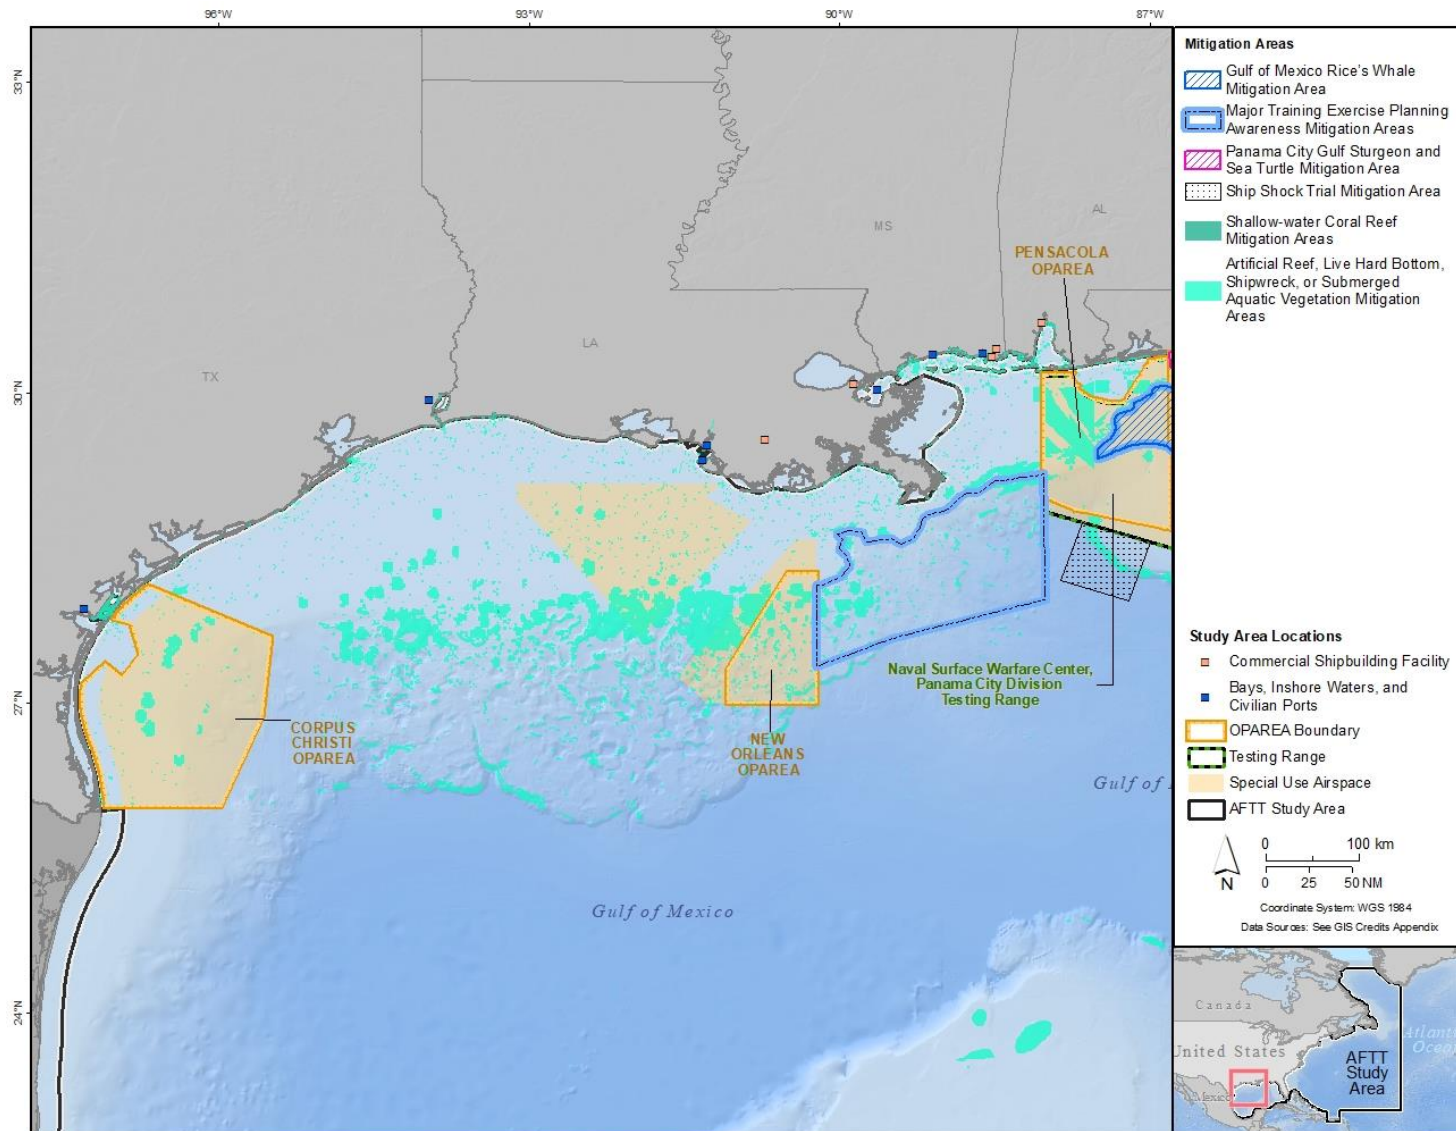 96°W 93°W 90°W 87°W
33°N
30°N
27°N
24°N
TX
LA
MS
AL
PENSACOLA
OPAREA
CORPUS
CHRISTI
OPAREA
NEW
ORLEANS
OPAREA
Naval Surface Warfare Center,
Panama City Division
Testing Range
Gulf of
Gulf of Mexico
Mitigation Areas
Gulf of Mexico Rice's Whale
Mitigation Area
Major Training Exercise Planning
Awareness Mitigation Areas
Panama City Gulf Sturgeon and
Sea Turtle Mitigation Area
Ship Shock Trial Mitigation Area
Shallow-water Coral Reef
Mitigation Areas
Artificial Reef, Live Hard Bottom,
Shipwreck, or Submerged
Aquatic Vegetation Mitigation
Areas
Study Area Locations
Commercial Shipbuilding Facility
Bays, Inshore Waters, and
Civilian Ports
OPAREA Boundary
Testing Range
Special Use Airspace
AFTT Study Area
N
0 100 km
0 25 50 NM
Coordinate System: WGS 1984
Data Sources: See GIS Credits Appendix
Canada
United States
Mexico
Atlant
Ocea
AFTT
Study
Area